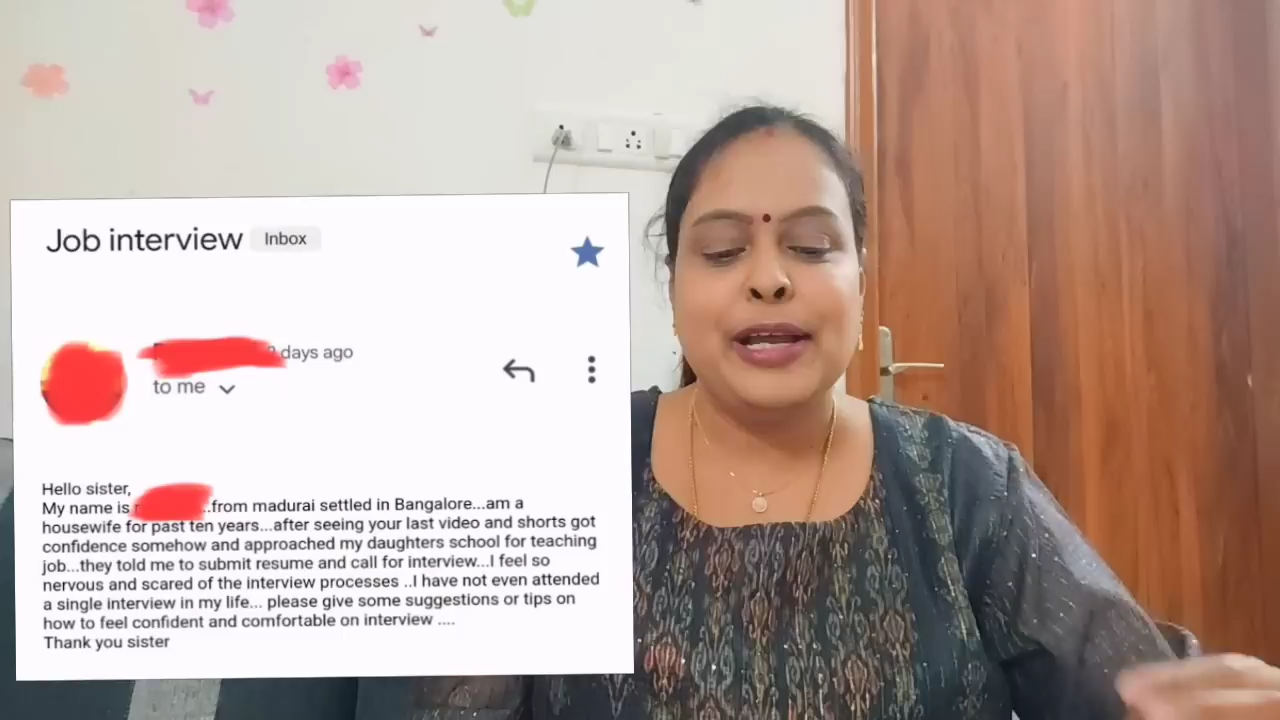 Job interview Inbox
days ago
to me
Hello sister,
My name is ..from madurai settled in Bangalore...am a
housewife for past ten years...after seeing your last video and shorts got
confidence somehow and approached my daughters school for teaching
job...they told me to submit resume and call for interview...I feel so
nervous and scared of the interview processes ..I have not even attended
a single interview in my life... please give some suggestions or tips on
how to feel confident and comfortable on interview ....
Thank you sister